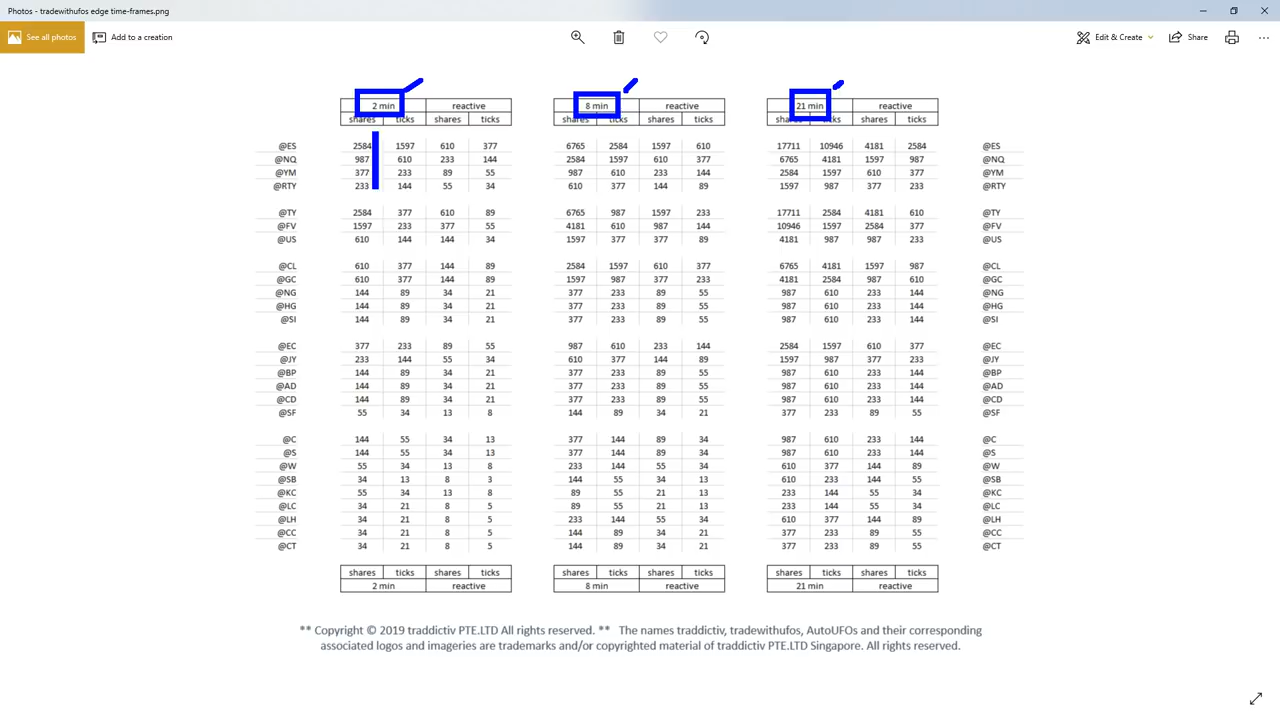 Photos - tradewithufos edge time-frames.png
See all photos Add to a creation Edit & Create Share
2 min reactive 8 min reactive 21 min reactive
shares ticks shares ticks shares ticks shares ticks shares ticks shares ticks
@ES 2584 1597 610 377 6765 2584 1597 610 17711 10946 4181 2584 @ES
@NQ 987 610 233 144 2584 1597 610 377 6765 4181 1597 987 @NQ
@YM 377 233 89 55 987 610 233 144 2584 1597 610 377 @YM
@RTY 233 144 55 34 610 377 144 89 1597 987 377 233 @RTY
@TY 2584 377 610 89 6765 987 1597 233 17711 2584 4181 610 @TY
@FV 1597 233 377 55 4181 610 987 144 10946 1597 2584 377 @FV
@US 610 144 144 34 1597 377 377 89 4181 987 987 233 @US
@CL 610 377 144 89 2584 1597 610 377 6765 4181 1597 987 @CL
@GC 610 377 144 89 1597 987 377 233 4181 2584 987 610 @GC
@NG 144 89 34 21 377 233 89 55 987 610 233 144 @NG
@HG 144 89 34 21 377 233 89 55 987 610 233 144 @HG
@SI 144 89 34 21 377 233 89 55 987 610 233 144 @SI
@EC 377 233 89 55 987 610 233 144 2584 1597 610 377 @EC
@JY 233 144 55 34 610 377 144 89 1597 987 377 233 @JY
@BP 144 89 34 21 377 233 89 55 987 610 233 144 @BP
@AD 144 89 34 21 377 233 89 55 987 610 233 144 @AD
@CD 144 89 34 21 377 233 89 55 987 610 233 144 @CD
@SF 55 34 13 8 144 89 34 21 377 233 89 55 @SF
@C 144 55 34 13 377 144 89 34 987 610 233 144 @C
@S 144 55 34 13 377 144 89 34 987 610 233 144 @S
@W 55 34 13 8 233 144 55 34 610 377 144 89 @W
@SB 34 13 8 3 144 55 34 13 610 233 144 55 @SB
@KC 55 34 13 8 89 55 21 13 233 144 55 34 @KC
@LC 34 21 8 5 89 55 21 13 233 144 55 34 @LC
@LH 34 21 8 5 233 144 55 34 610 377 144 89 @LH
@CC 34 21 8 5 144 89 34 21 377 233 89 55 @CC
@CT 34 21 8 5 144 89 34 21 377 233 89 55 @CT
shares ticks shares ticks shares ticks shares ticks shares ticks shares ticks
2 min reactive 8 min reactive 21 min reactive
** Copyright © 2019 traddictiv PTE.LTD All rights reserved. ** The names traddictiv, tradewithufos, AutoUFOs and their corresponding
associated logos and imageries are trademarks and/or copyrighted material of traddictiv PTE.LTD Singapore. All rights reserved.